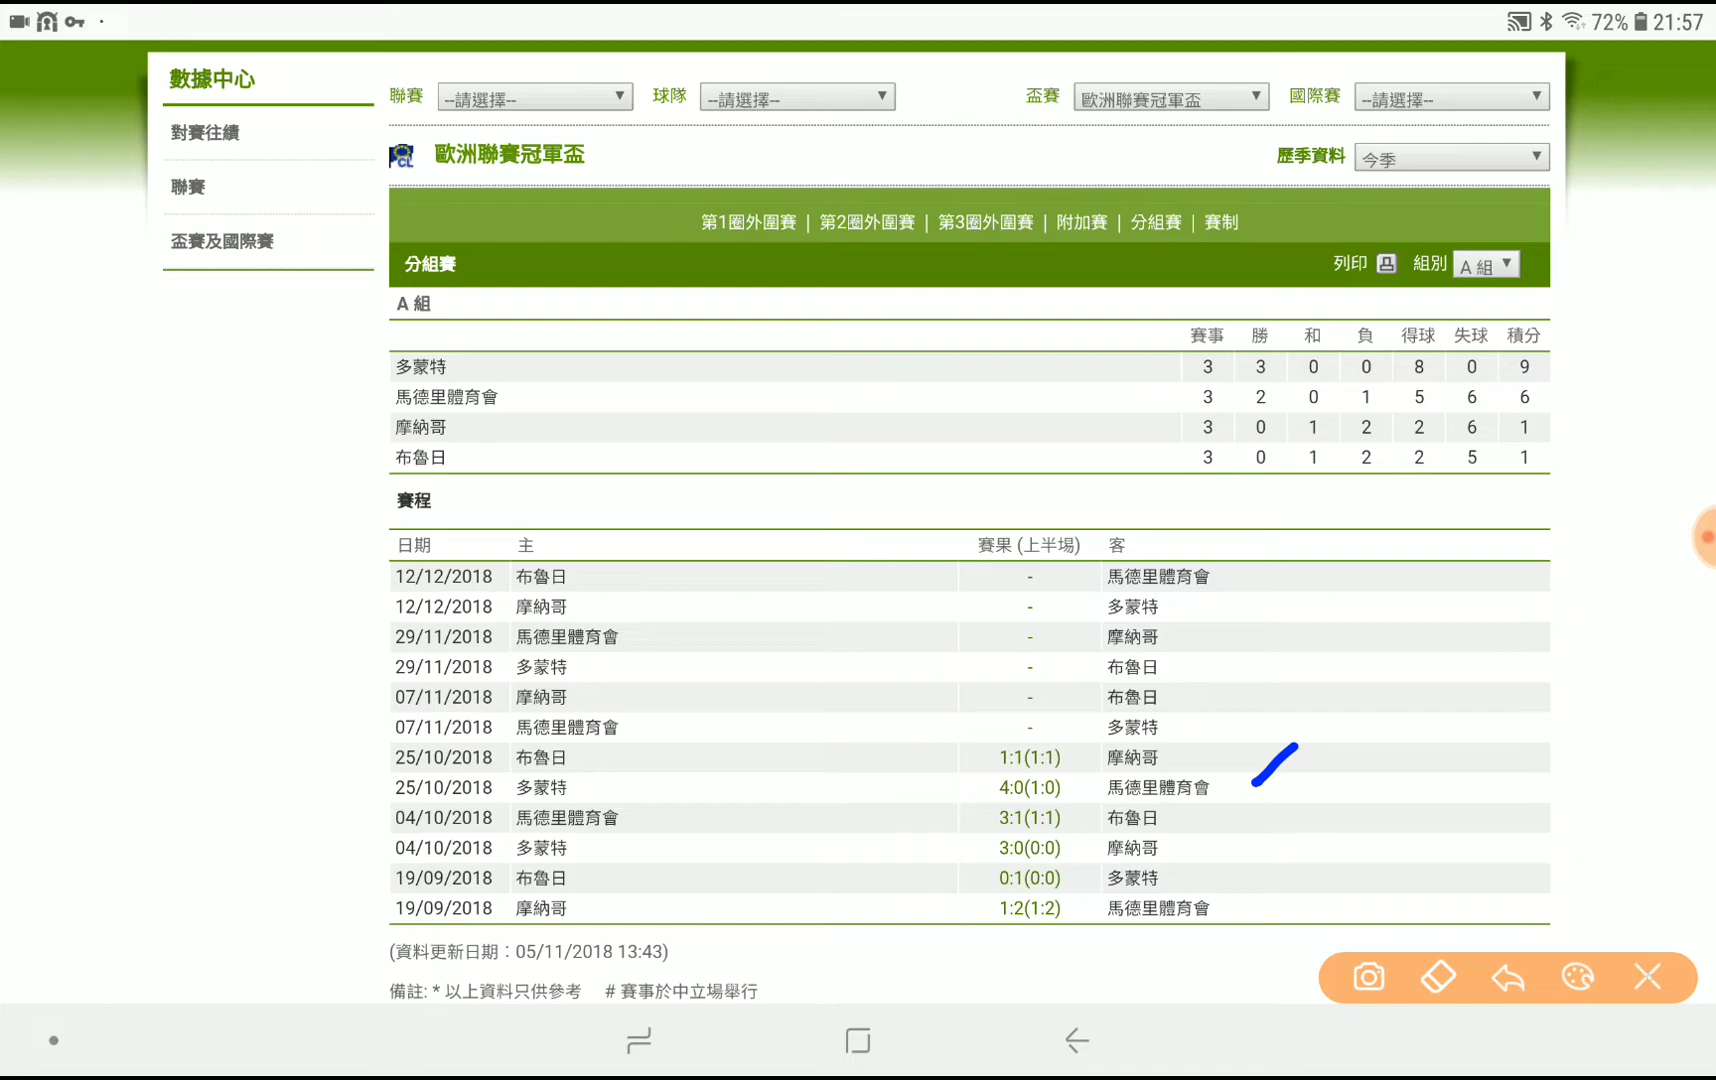 72% 21:57
數據中心
對賽往績
聯賽
盃賽及國際賽
聯賽 --請選擇-- 球隊 --請選擇-- 盃賽 歐洲聯賽冠軍盃 國際賽 --請選擇--
CL 歐洲聯賽冠軍盃 歷季資料 今季
第1圈外圍賽 | 第2圈外圍賽 | 第3圈外圍賽 | 附加賽 | 分組賽 | 賽制
分組賽 列印 組別 A 組
A 組
賽事 勝 和 負 得球 失球 積分
多蒙特 3 3 0 0 8 0 9
馬德里體育會 3 2 0 1 5 6 6
摩納哥 3 0 1 2 2 6 1
布魯日 3 0 1 2 2 5 1
賽程
日期 主 賽果 (上半場) 客
12/12/2018 布魯日 - 馬德里體育會
12/12/2018 摩納哥 - 多蒙特
29/11/2018 馬德里體育會 - 摩納哥
29/11/2018 多蒙特 - 布魯日
07/11/2018 摩納哥 - 布魯日
07/11/2018 馬德里體育會 - 多蒙特
25/10/2018 布魯日 1:1(1:1) 摩納哥
25/10/2018 多蒙特 4:0(1:0) 馬德里體育會
04/10/2018 馬德里體育會 3:1(1:1) 布魯日
04/10/2018 多蒙特 3:0(0:0) 摩納哥
19/09/2018 布魯日 0:1(0:0) 多蒙特
19/09/2018 摩納哥 1:2(1:2) 馬德里體育會
(資料更新日期：05/11/2018 13:43)
備註: * 以上資料只供參考 # 賽事於中立場舉行